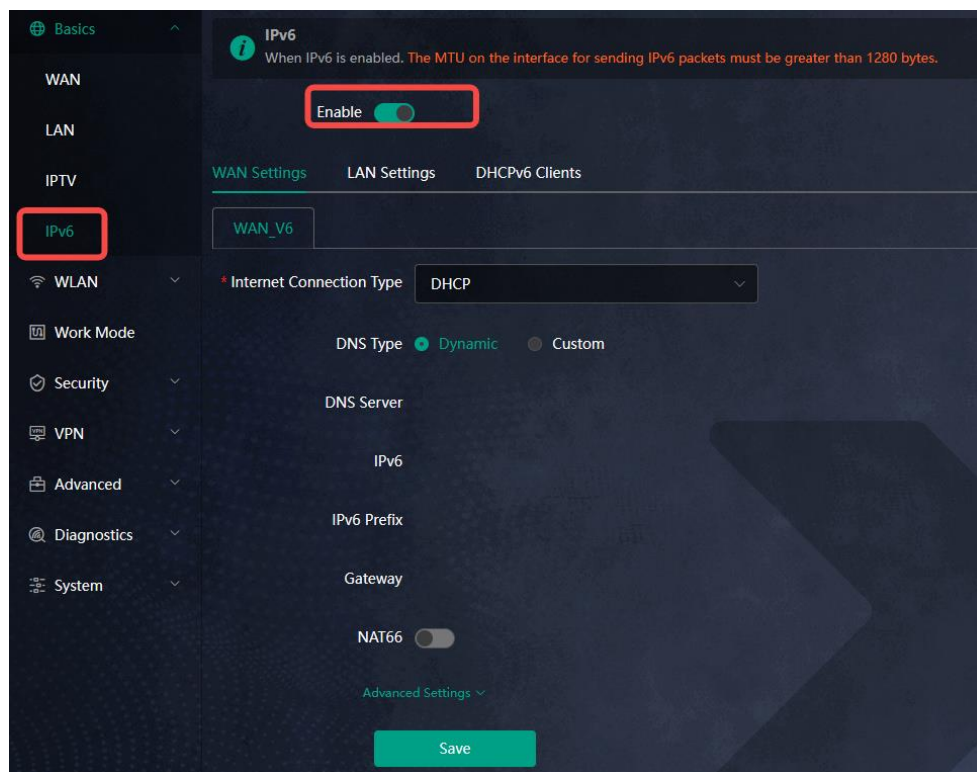 Basics
WAN
LAN
IPTV
IPv6
WLAN
Work Mode
Security
VPN
Advanced
Diagnostics
System
IPv6
When IPv6 is enabled. The MTU on the interface for sending IPv6 packets must be greater than 1280 bytes.
Enable
WAN Settings LAN Settings DHCPv6 Clients
WAN_V6
* Internet Connection Type DHCP
DNS Type Dynamic Custom
DNS Server
IPv6
IPv6 Prefix
Gateway
NAT66
Advanced Settings
Save